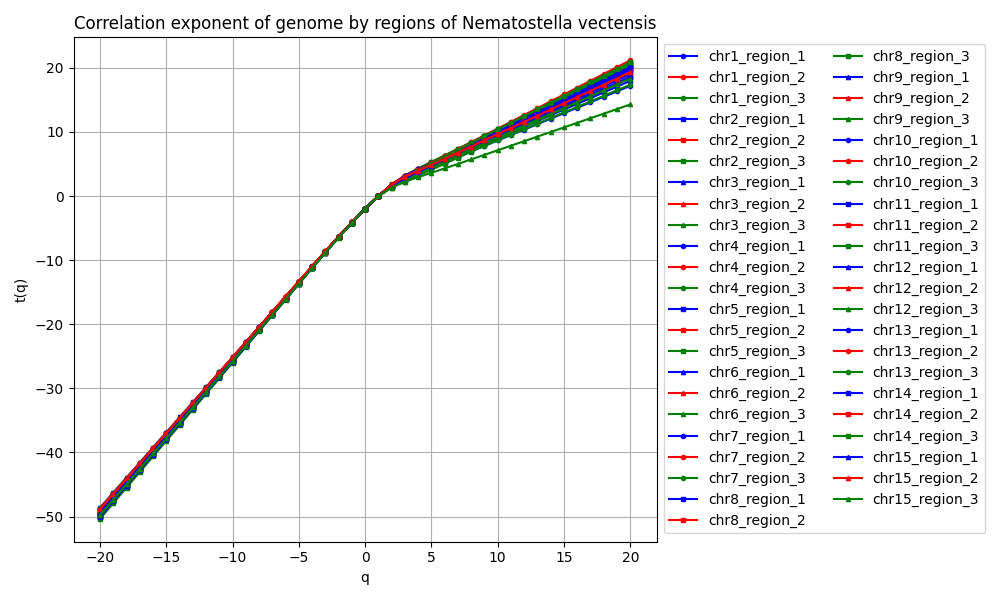 Correlation exponent of genome by regions of Nematostella vectensis
t(q)
20
10
0
−10
−20
−30
−40
−50
−20
−15
−10
−5
0
5
10
15
20
q
chr1_region_1
chr1_region_2
chr1_region_3
chr2_region_1
chr2_region_2
chr2_region_3
chr3_region_1
chr3_region_2
chr3_region_3
chr4_region_1
chr4_region_2
chr4_region_3
chr5_region_1
chr5_region_2
chr5_region_3
chr6_region_1
chr6_region_2
chr6_region_3
chr7_region_1
chr7_region_2
chr7_region_3
chr8_region_1
chr8_region_2
chr8_region_3
chr9_region_1
chr9_region_2
chr9_region_3
chr10_region_1
chr10_region_2
chr10_region_3
chr11_region_1
chr11_region_2
chr11_region_3
chr12_region_1
chr12_region_2
chr12_region_3
chr13_region_1
chr13_region_2
chr13_region_3
chr14_region_1
chr14_region_2
chr14_region_3
chr15_region_1
chr15_region_2
chr15_region_3